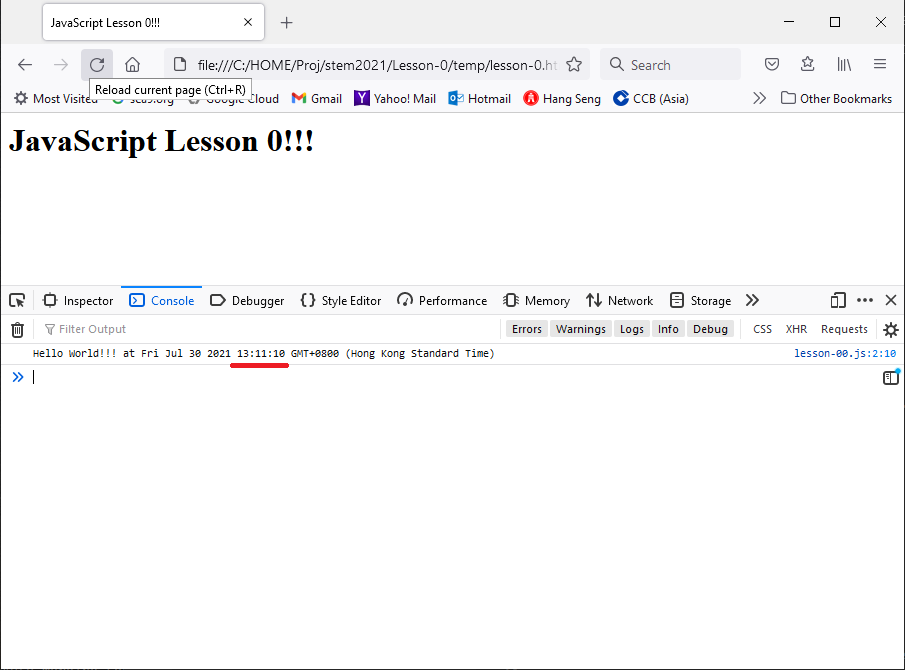 JavaScript Lesson 0!!!
file:///C:/HOME/Proj/stem2021/Lesson-0/temp/lesson-0.ht
Search
Reload current page (Ctrl+R)
Most Visited Cloud Gmail Yahoo! Mail Hotmail Hang Seng CCB (Asia) Other Bookmarks
JavaScript Lesson 0!!!
Inspector Console Debugger Style Editor Performance Memory Network Storage
Filter Output Errors Warnings Logs Info Debug CSS XHR Requests
Hello World!!! at Fri Jul 30 2021 13:11:10 GMT+0800 (Hong Kong Standard Time) lesson-00.js:2:10